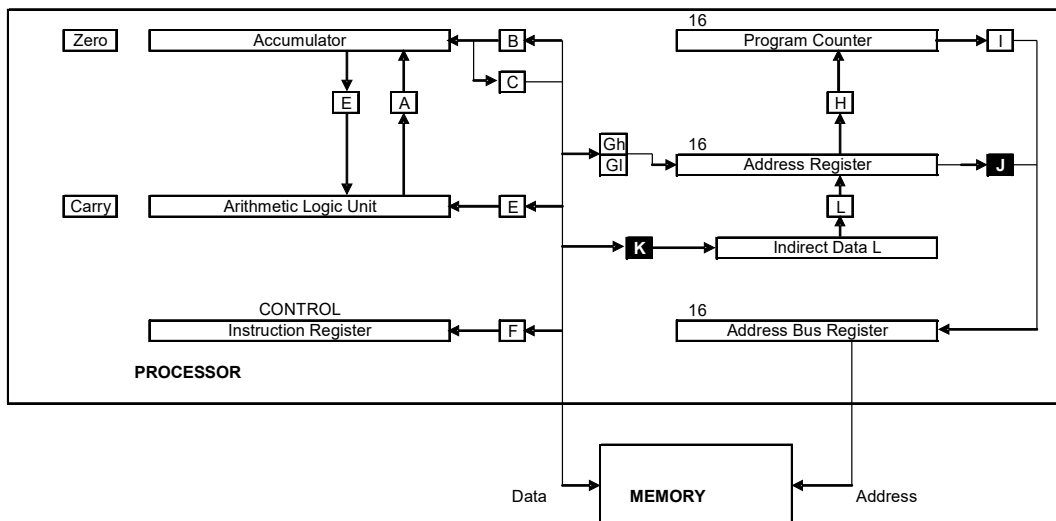 16
Zero
Accumulator
B
Program Counter
I
C
E
A
H
Gh
Gl
16
Address Register
J
Carry
Arithmetic Logic Unit
E
L
K
Indirect Data L
CONTROL
16
Instruction Register
F
Address Bus Register
PROCESSOR
Data
MEMORY
Address